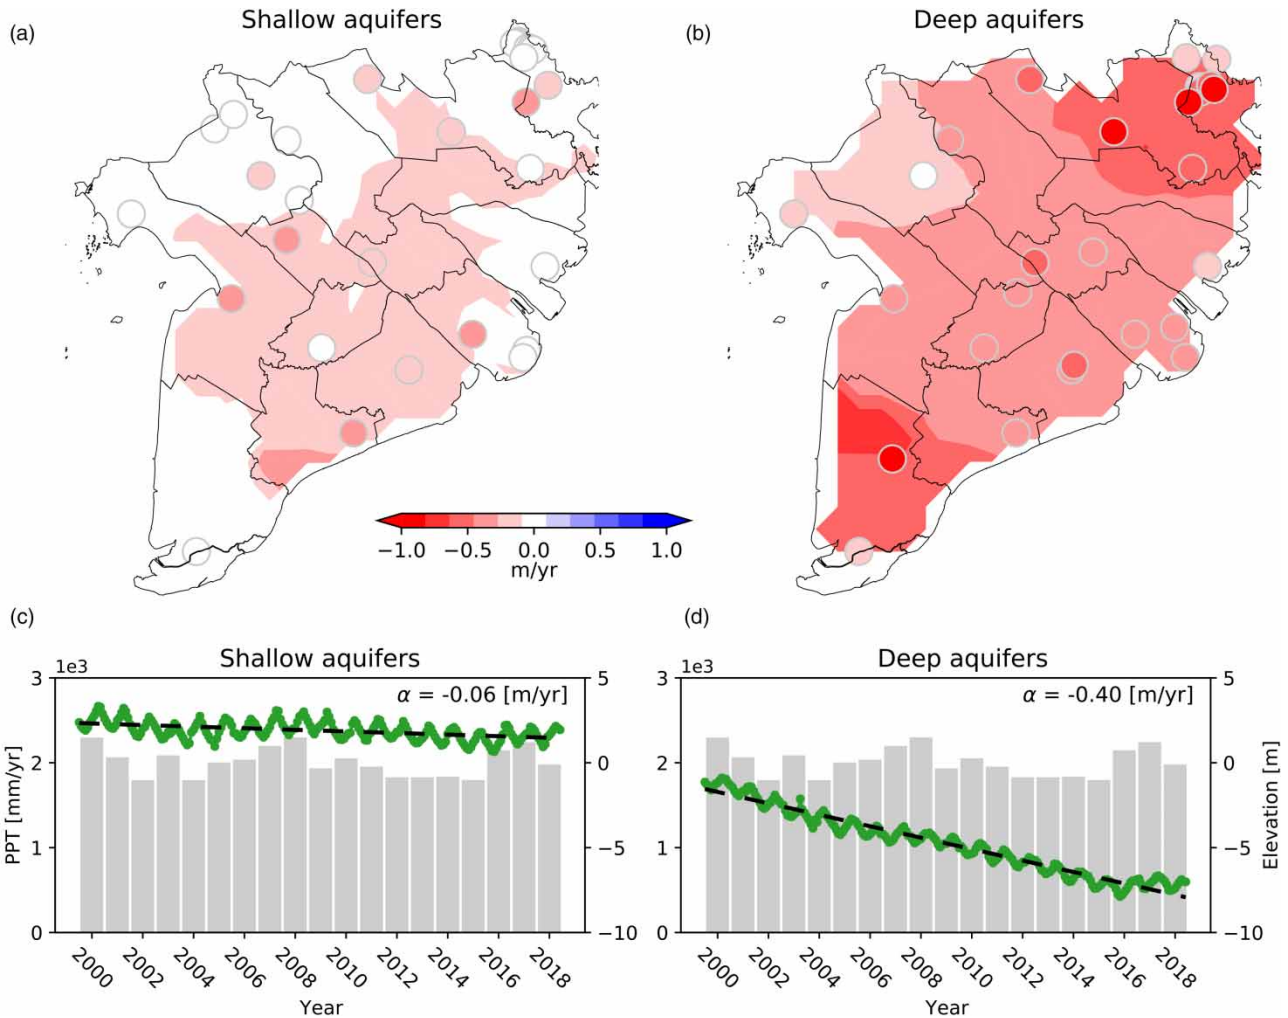 (a)
Shallow aquifers
(b)
Deep aquifers
−1.0 −0.5 0.0 0.5 1.0
m/yr
(c)
Shallow aquifers
1e3
α = -0.06 [m/yr]
3
2
1
0
PPT [mm/yr]
5
0
−5
−10
2000 2002 2004 2006 2008 2010 2012 2014 2016 2018
Year
(d)
Deep aquifers
1e3
α = -0.40 [m/yr]
3
2
1
0
5
0
−5
−10
Elevation [m]
2000 2002 2004 2006 2008 2010 2012 2014 2016 2018
Year